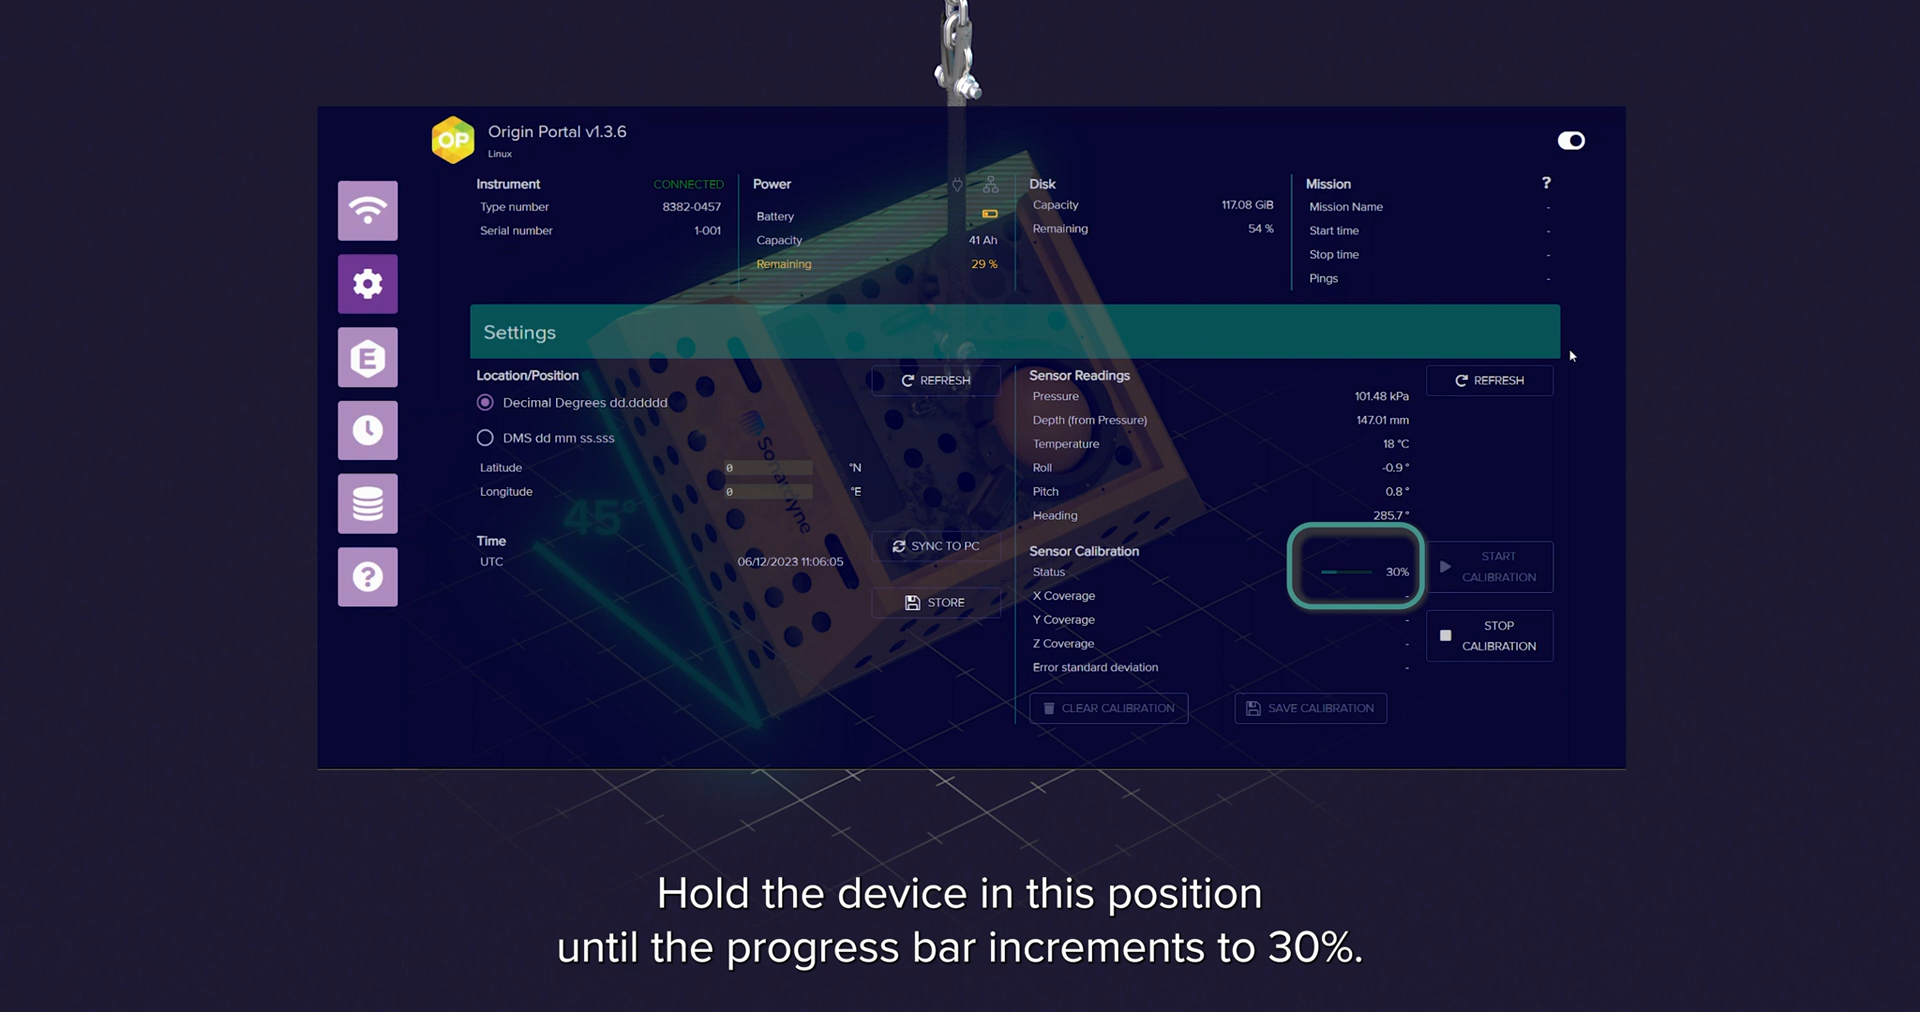 OP
Origin Portal v1.3.6
Linux
Instrument CONNECTED
Type number 8382-0457
Serial number 1-001
Power
Battery
Capacity 41 Ah
Remaining 29 %
Disk
Capacity 117.08 GiB
Remaining 54 %
Mission ?
Mission Name -
Start time -
Stop time -
Pings -
E
?
Settings
Location/Position
REFRESH
Decimal Degrees dd.ddddd
DMS dd mm ss.sss
Latitude 0 °N
Longitude 0 °E
Time
UTC 06/12/2023 11:06:05
SYNC TO PC
STORE
Sensor Readings
REFRESH
Pressure 101.48 kPa
Depth (from Pressure) 147.01 mm
Temperature 18 °C
Roll -0.9 °
Pitch 0.8 °
Heading 285.7 °
Sensor Calibration
Status 30%
X Coverage -
Y Coverage -
Z Coverage -
Error standard deviation -
START
CALIBRATION
STOP
CALIBRATION
CLEAR CALIBRATION
SAVE CALIBRATION
45°
Sonardyne
Hold the device in this position
until the progress bar increments to 30%.